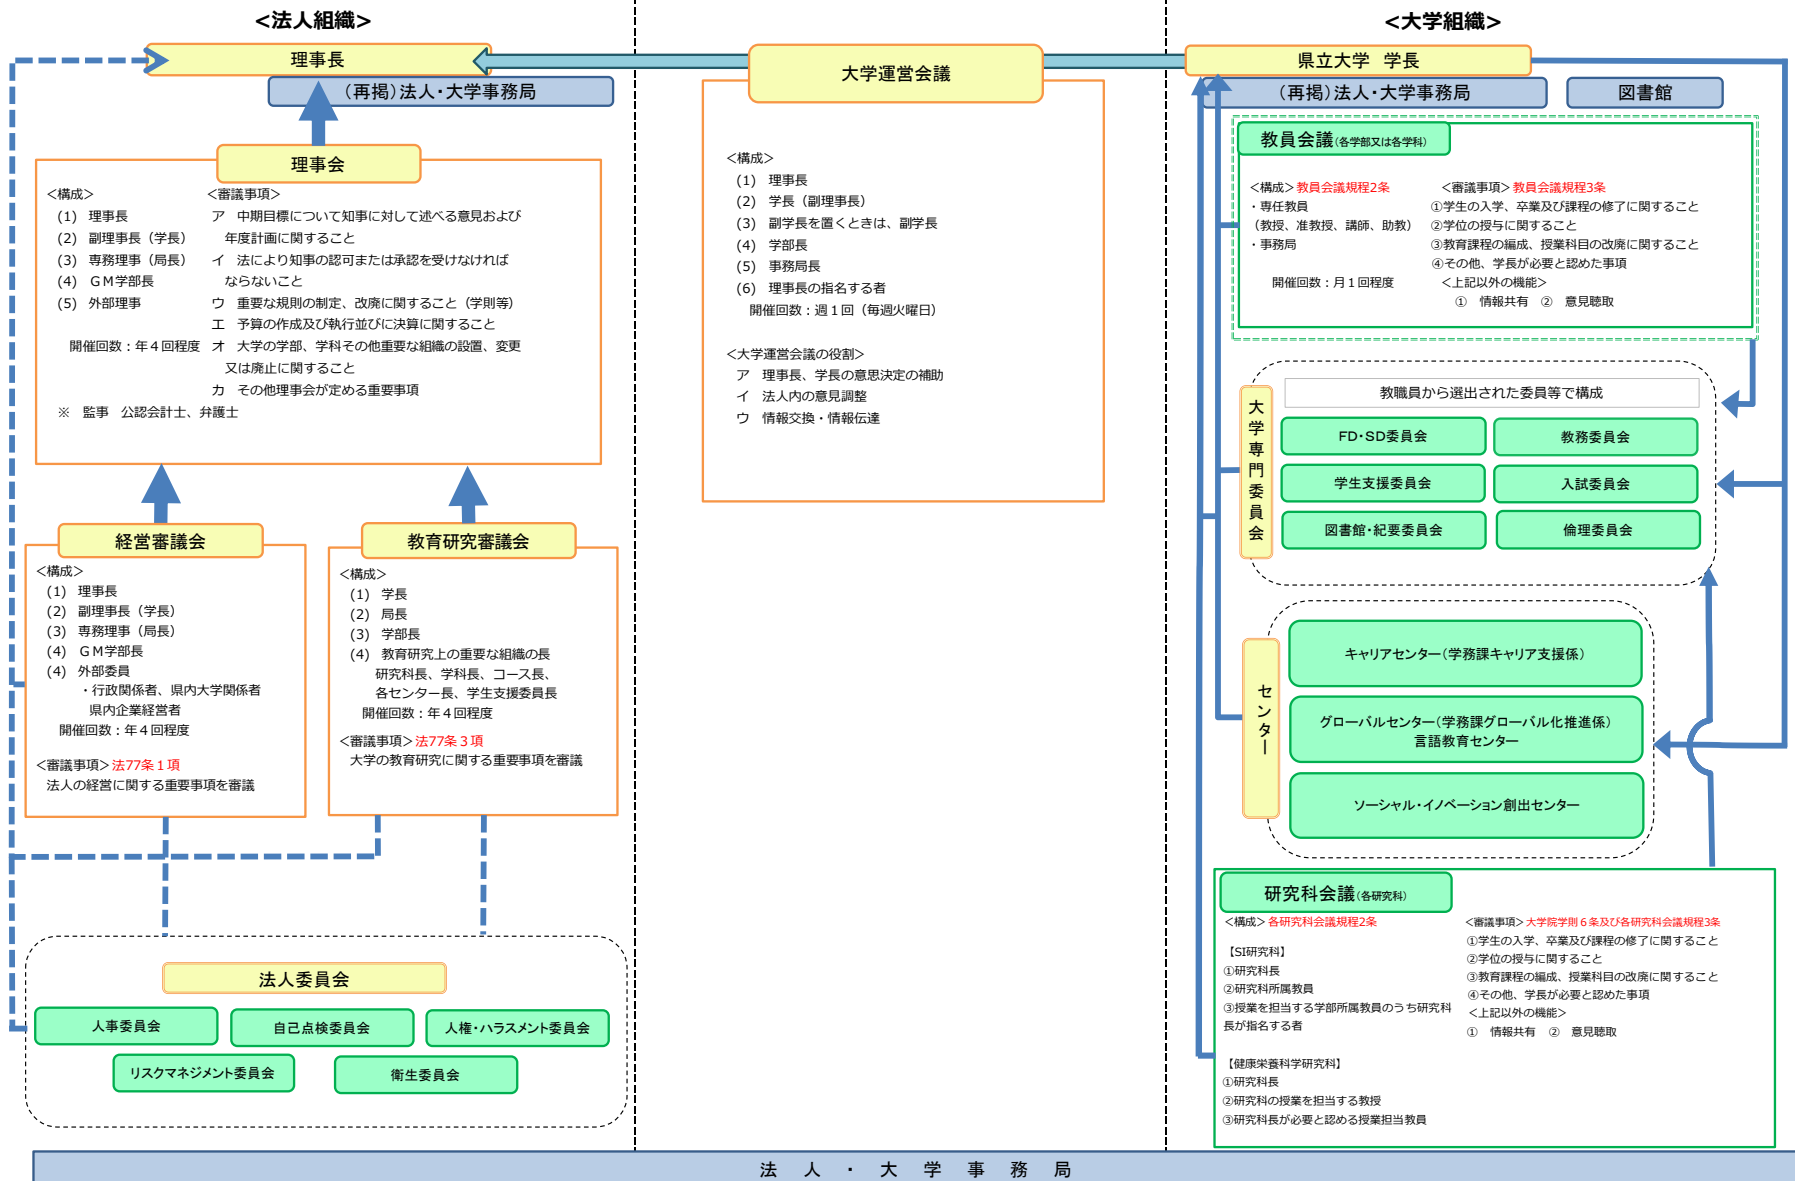 <法人組織>
理事長
(再掲)法人・大学事務局
理事会
<構成>
(1) 理事長
(2) 副理事長（学長）
(3) 専務理事（局長）
(4) ＧＭ学部長
(5) 外部理事
開催回数：年４回程度
※ 監事 公認会計士、弁護士
<審議事項>
ア 中期目標について知事に対して述べる意見および
年度計画に関すること
イ 法により知事の認可または承認を受けなければ
ならないこと
ウ 重要な規則の制定、改廃に関すること（学則等）
エ 予算の作成及び執行並びに決算に関すること
オ 大学の学部、学科その他重要な組織の設置、変更
又は廃止に関すること
カ その他理事会が定める重要事項
経営審議会
<構成>
(1) 理事長
(2) 副理事長（学長）
(3) 専務理事（局長）
(4) ＧＭ学部長
(4) 外部委員
・行政関係者、県内大学関係者
県内企業経営者
開催回数：年４回程度
<審議事項>法77条１項
法人の経営に関する重要事項を審議
教育研究審議会
<構成>
(1) 学長
(2) 局長
(3) 学部長
(4) 教育研究上の重要な組織の長
研究科長、学科長、コース長、
各センター長、学生支援委員長
開催回数：年４回程度
<審議事項>法77条３項
大学の教育研究に関する重要事項を審議
法人委員会
人事委員会
自己点検委員会
人権・ハラスメント委員会
リスクマネジメント委員会
衛生委員会
大学運営会議
<構成>
(1) 理事長
(2) 学長（副理事長）
(3) 副学長を置くときは、副学長
(4) 学部長
(5) 事務局長
(6) 理事長の指名する者
開催回数：週１回（毎週火曜日）
<大学運営会議の役割>
ア 理事長、学長の意思決定の補助
イ 法人内の意見調整
ウ 情報交換・情報伝達
<大学組織>
県立大学 学長
(再掲)法人・大学事務局
図書館
教員会議(各学部又は各学科)
<構成>教員会議規程2条
・専任教員
（教授、准教授、講師、助教）
・事務局
開催回数：月１回程度
<審議事項>教員会議規程3条
①学生の入学、卒業及び課程の修了に関すること
②学位の授与に関すること
③教育課程の編成、授業科目の改廃に関すること
④その他、学長が必要と認めた事項
<上記以外の機能>
① 情報共有 ② 意見聴取
大学専門委員会
教職員から選出された委員等で構成
FD・SD委員会
教務委員会
学生支援委員会
入試委員会
図書館・紀要委員会
倫理委員会
センター
キャリアセンター(学務課キャリア支援係)
グローバルセンター(学務課グローバル化推進係)
言語教育センター
ソーシャル・イノベーション創出センター
研究科会議(各研究科)
<構成>各研究科会議規程2条
【SI研究科】
①研究科長
②研究科所属教員
③授業を担当する学部所属教員のうち研究科
長が指名する者
【健康栄養科学研究科】
①研究科長
②研究科の授業を担当する教授
③研究科長が必要と認める授業担当教員
<審議事項>大学院学則６条及び各研究科会議規程3条
①学生の入学、卒業及び課程の修了に関すること
②学位の授与に関すること
③教育課程の編成、授業科目の改廃に関すること
④その他、学長が必要と認めた事項
<上記以外の機能>
① 情報共有 ② 意見聴取
法人・大学事務局